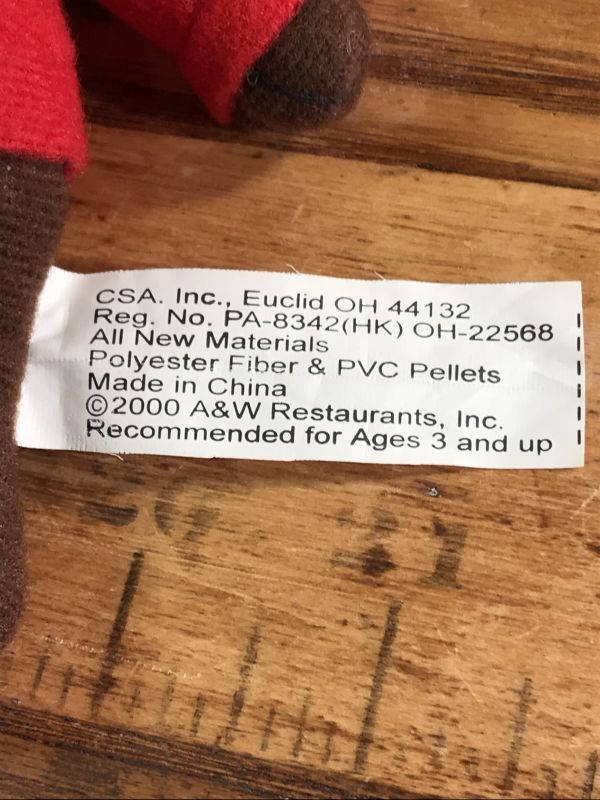 CSA. Inc., Euclid OH 44132
Reg. No. PA-8342(HK) OH-22568
All New Materials
Polyester Fiber & PVC Pellets
Made in China
©2000 A&W Restaurants, Inc.
Recommended for Ages 3 and up